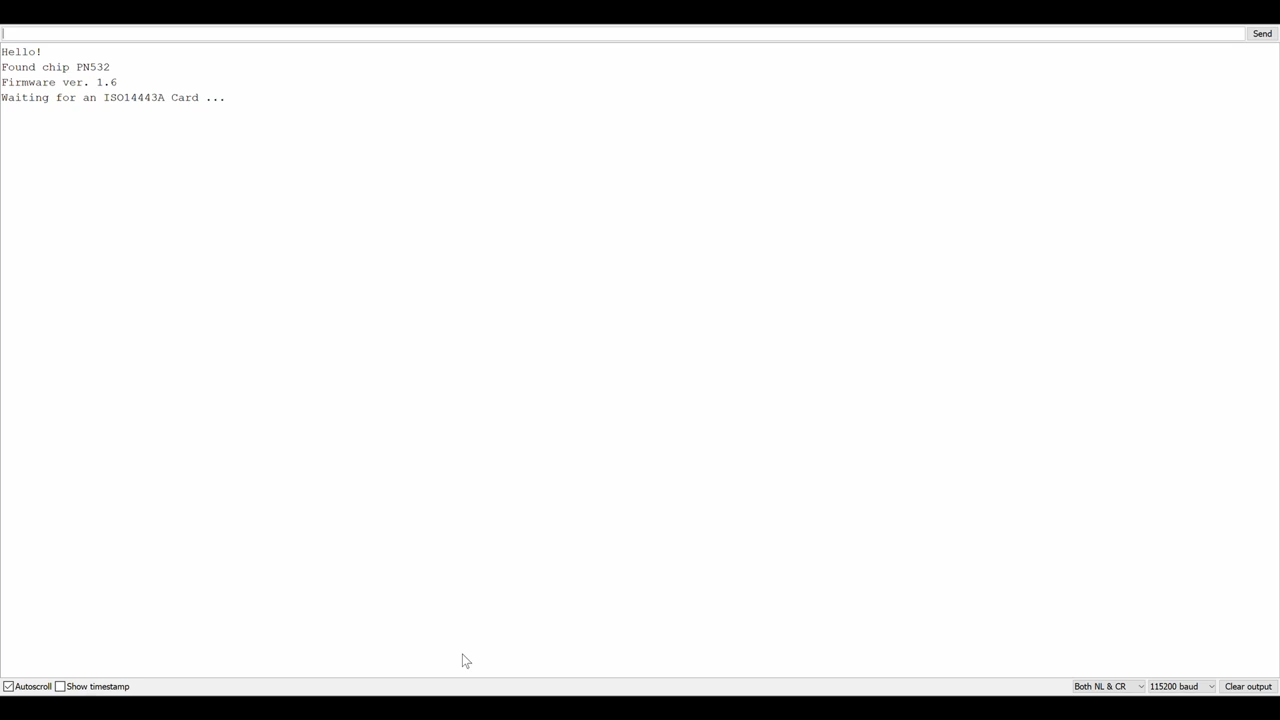 Send
Hello!
Found chip PN532
Firmware ver. 1.6
Waiting for an ISO14443A Card ...
Autoscroll Show timestamp Both NL & CR 115200 baud Clear output